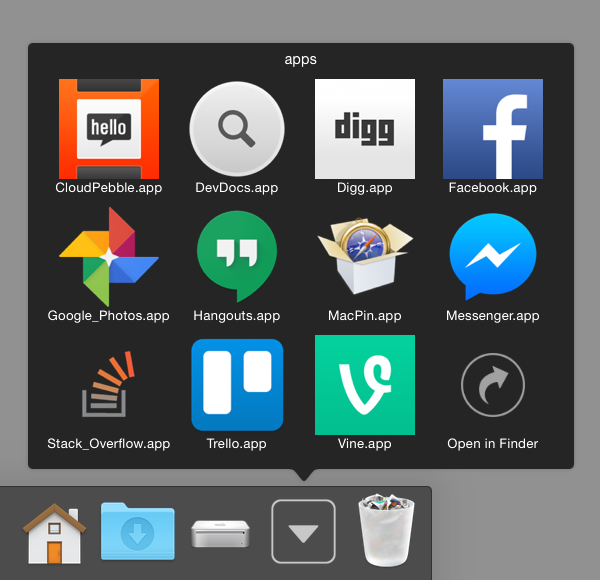 apps
hello
CloudPebble.app
DevDocs.app
digg
Digg.app
f
Facebook.app
Google_Photos.app
Hangouts.app
MacPin.app
Messenger.app
Stack_Overflow.app
Trello.app
Vine.app
Open in Finder